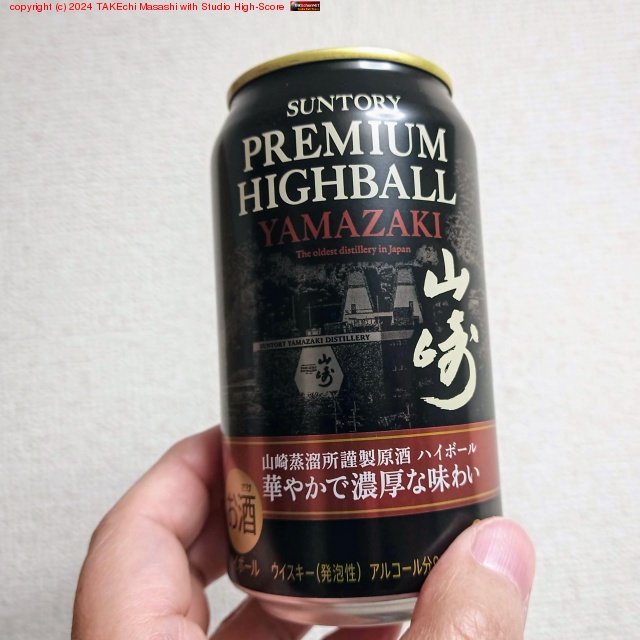 copyright (c) 2024 TAKEchi Masashi with Studio High-Score
SUNTORY
PREMIUM
HIGHBALL
YAMAZAKI
The oldest distillery in Japan
山崎
SUNTORY YAMAZAKI DISTILLERY
山崎
山崎蒸溜所謹製原酒 ハイボール
華やかで濃厚な味わい
お酒
ボール ウイスキー(発泡性) アルコール分